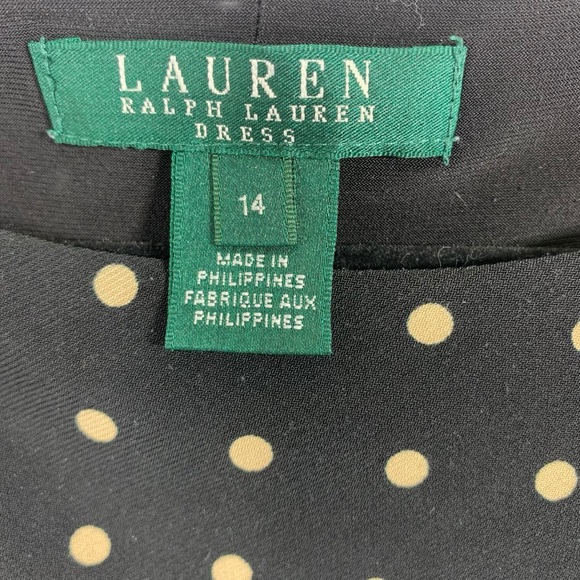 LAUREN
RALPH LAUREN
DRESS
14
MADE IN
PHILIPPINES
FABRIQUE AUX
PHILIPPINES